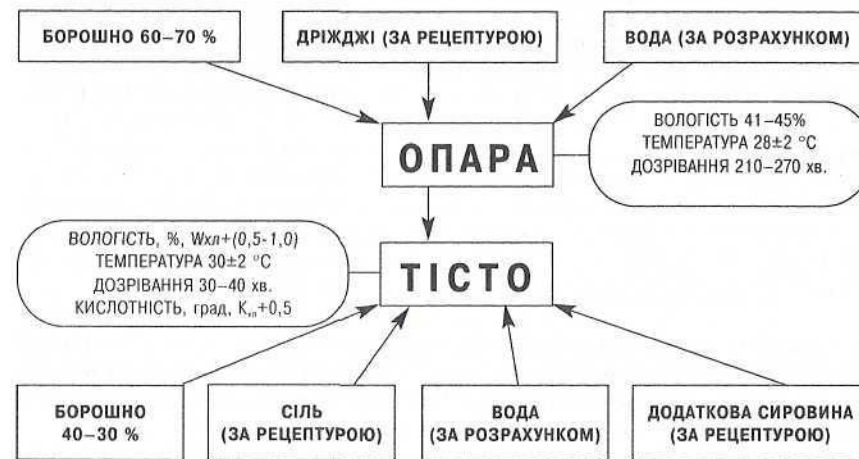 БОРОШНО 60–70 %
ДРІЖДЖІ (ЗА РЕЦЕПТУРОЮ)
ВОДА (ЗА РОЗРАХУНКОМ)
ОПАРА
ВОЛОГІСТЬ 41–45%
ТЕМПЕРАТУРА 28±2 °С
ДОЗРІВАННЯ 210–270 хв.
ВОЛОГІСТЬ, %, Wхл+(0,5-1,0)
ТЕМПЕРАТУРА 30±2 °С
ДОЗРІВАННЯ 30–40 хв.
КИСЛОТНІСТЬ, град, Кхл+0,5
ТІСТО
БОРОШНО
40–30 %
СІЛЬ
(ЗА РЕЦЕПТУРОЮ)
ВОДА
(ЗА РОЗРАХУНКОМ)
ДОДАТКОВА СИРОВИНА
(ЗА РЕЦЕПТУРОЮ)